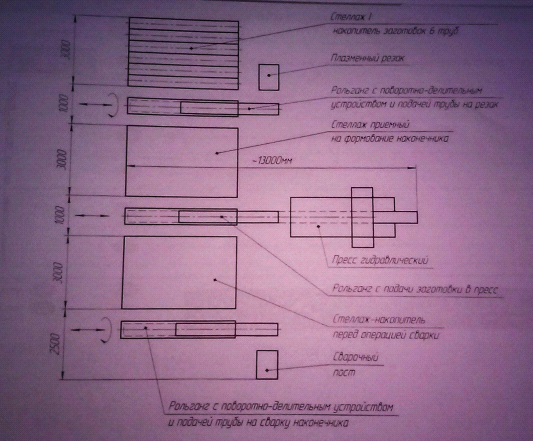 Стеллаж 1
накопитель заготовок 6 труб
Плазменный резак
Рольганг с поворотно-делительным
устройством и подачей трубы на резак
Стеллаж приемный
на формование наконечника
~13000мм
3000
1000
3000
1000
3000
2500
Пресс гидравлический
Рольганг с подачи заготовки в пресс
Стеллаж-накопитель
перед операцией сварки
Сварочный
пост
Рольганг с поворотно-делительным устройством
и подачей трубы на сварку наконечника